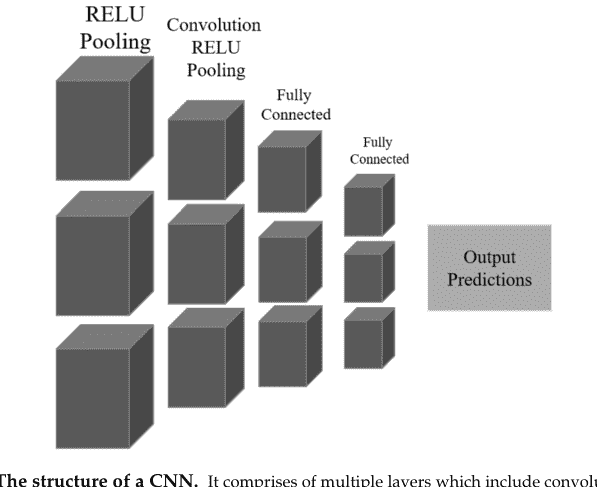 RELU
Pooling
Convolution
RELU
Pooling
Fully
Connected
Fully
Connected
Output
Predictions
The structure of a CNN. It comprises of multiple layers which include